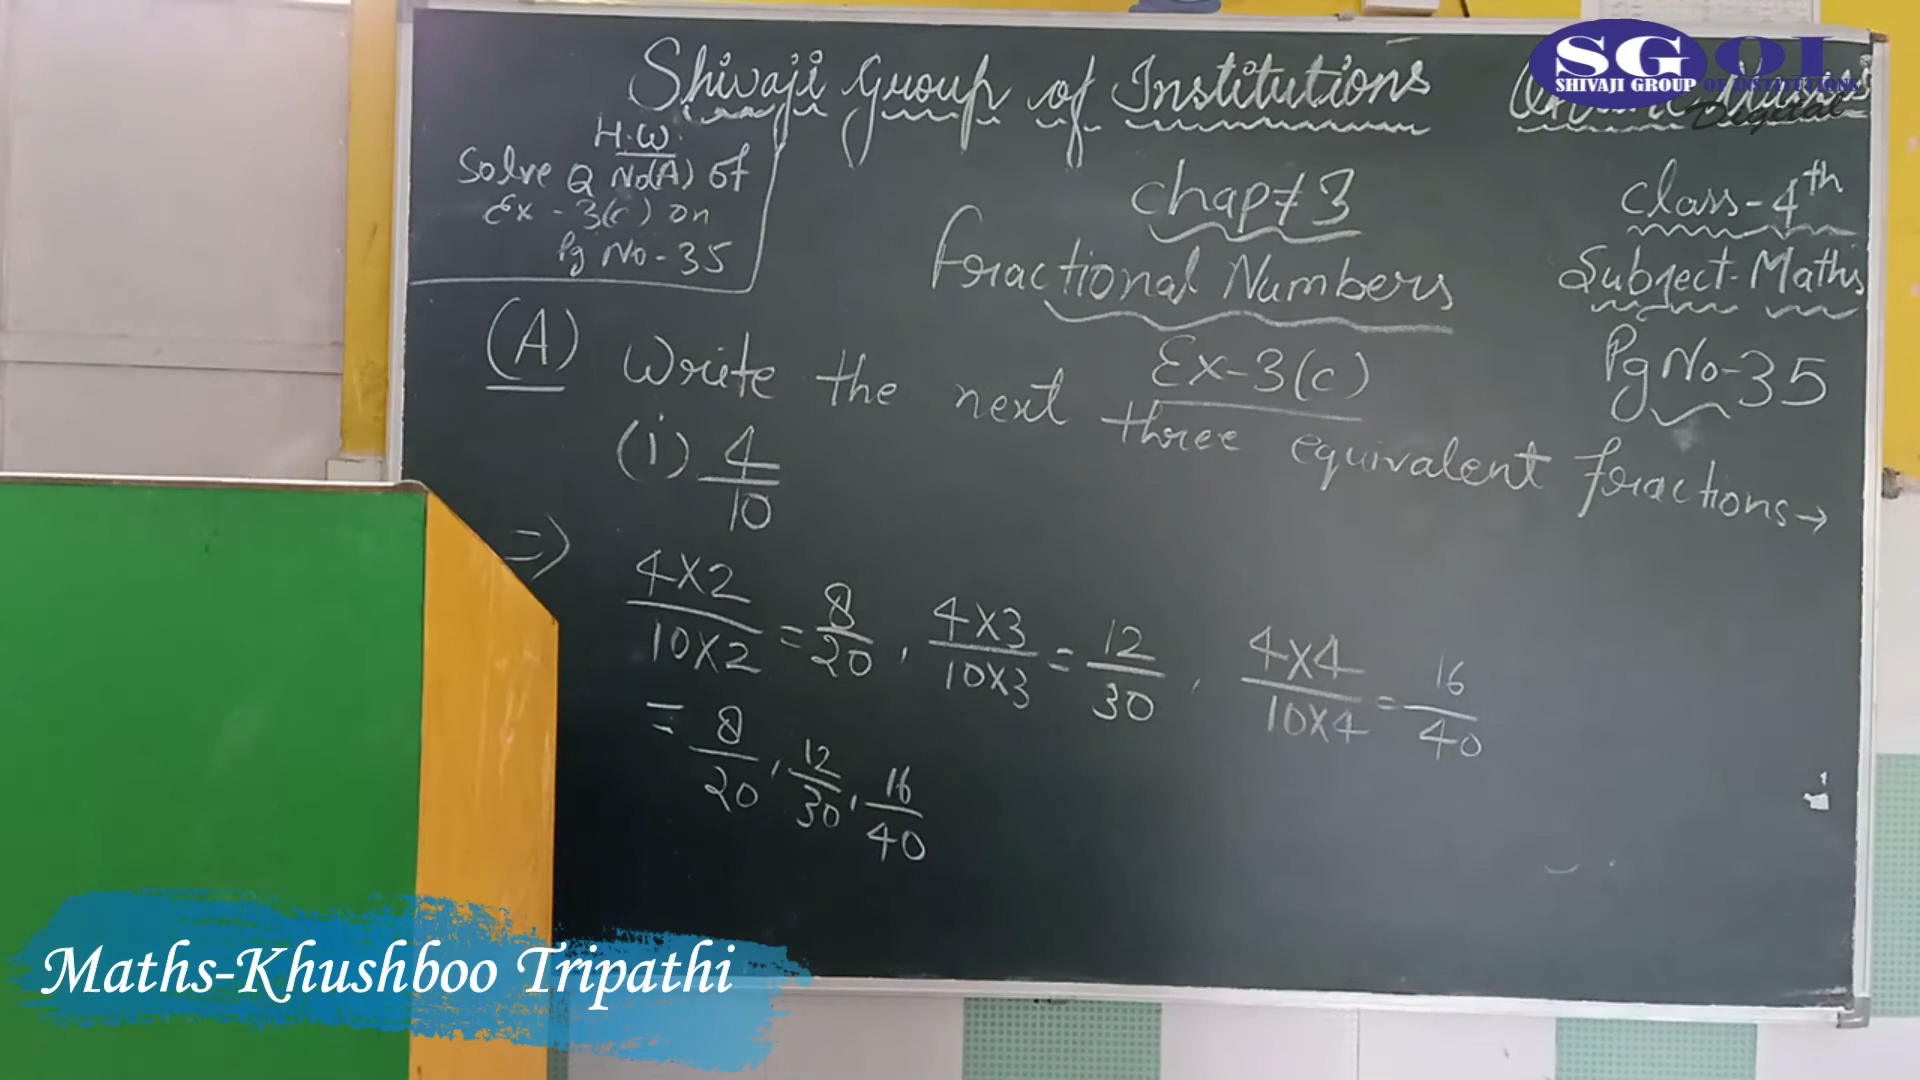 Shivaji Group of Institutions
SGOI
SHIVAJI GROUP OF INSTITUTIONS
Digital
H.W.
Solve Q No(A) of
Ex - 3(c) on
Pg No - 35
Chap # 3
Fractional Numbers
Ex-3(c)
Class - 4th
Subject - Maths
Pg No - 35
(A) Write the next three equivalent fractions →
(i) 4/10
=> 4×2/10×2 = 8/20 , 4×3/10×3 = 12/30 , 4×4/10×4 = 16/40
= 8/20 , 12/30 , 16/40
Maths-Khushboo Tripathi